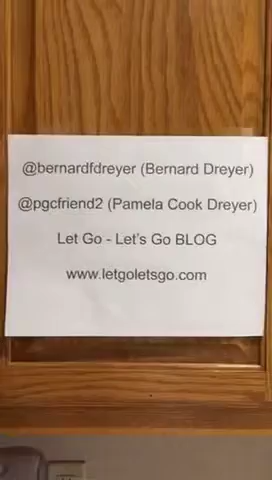 @bernardfdreyer (Bernard Dreyer)
@pgcfriend2 (Pamela Cook Dreyer)
Let Go - Let's Go BLOG
www.letgoletsgo.com